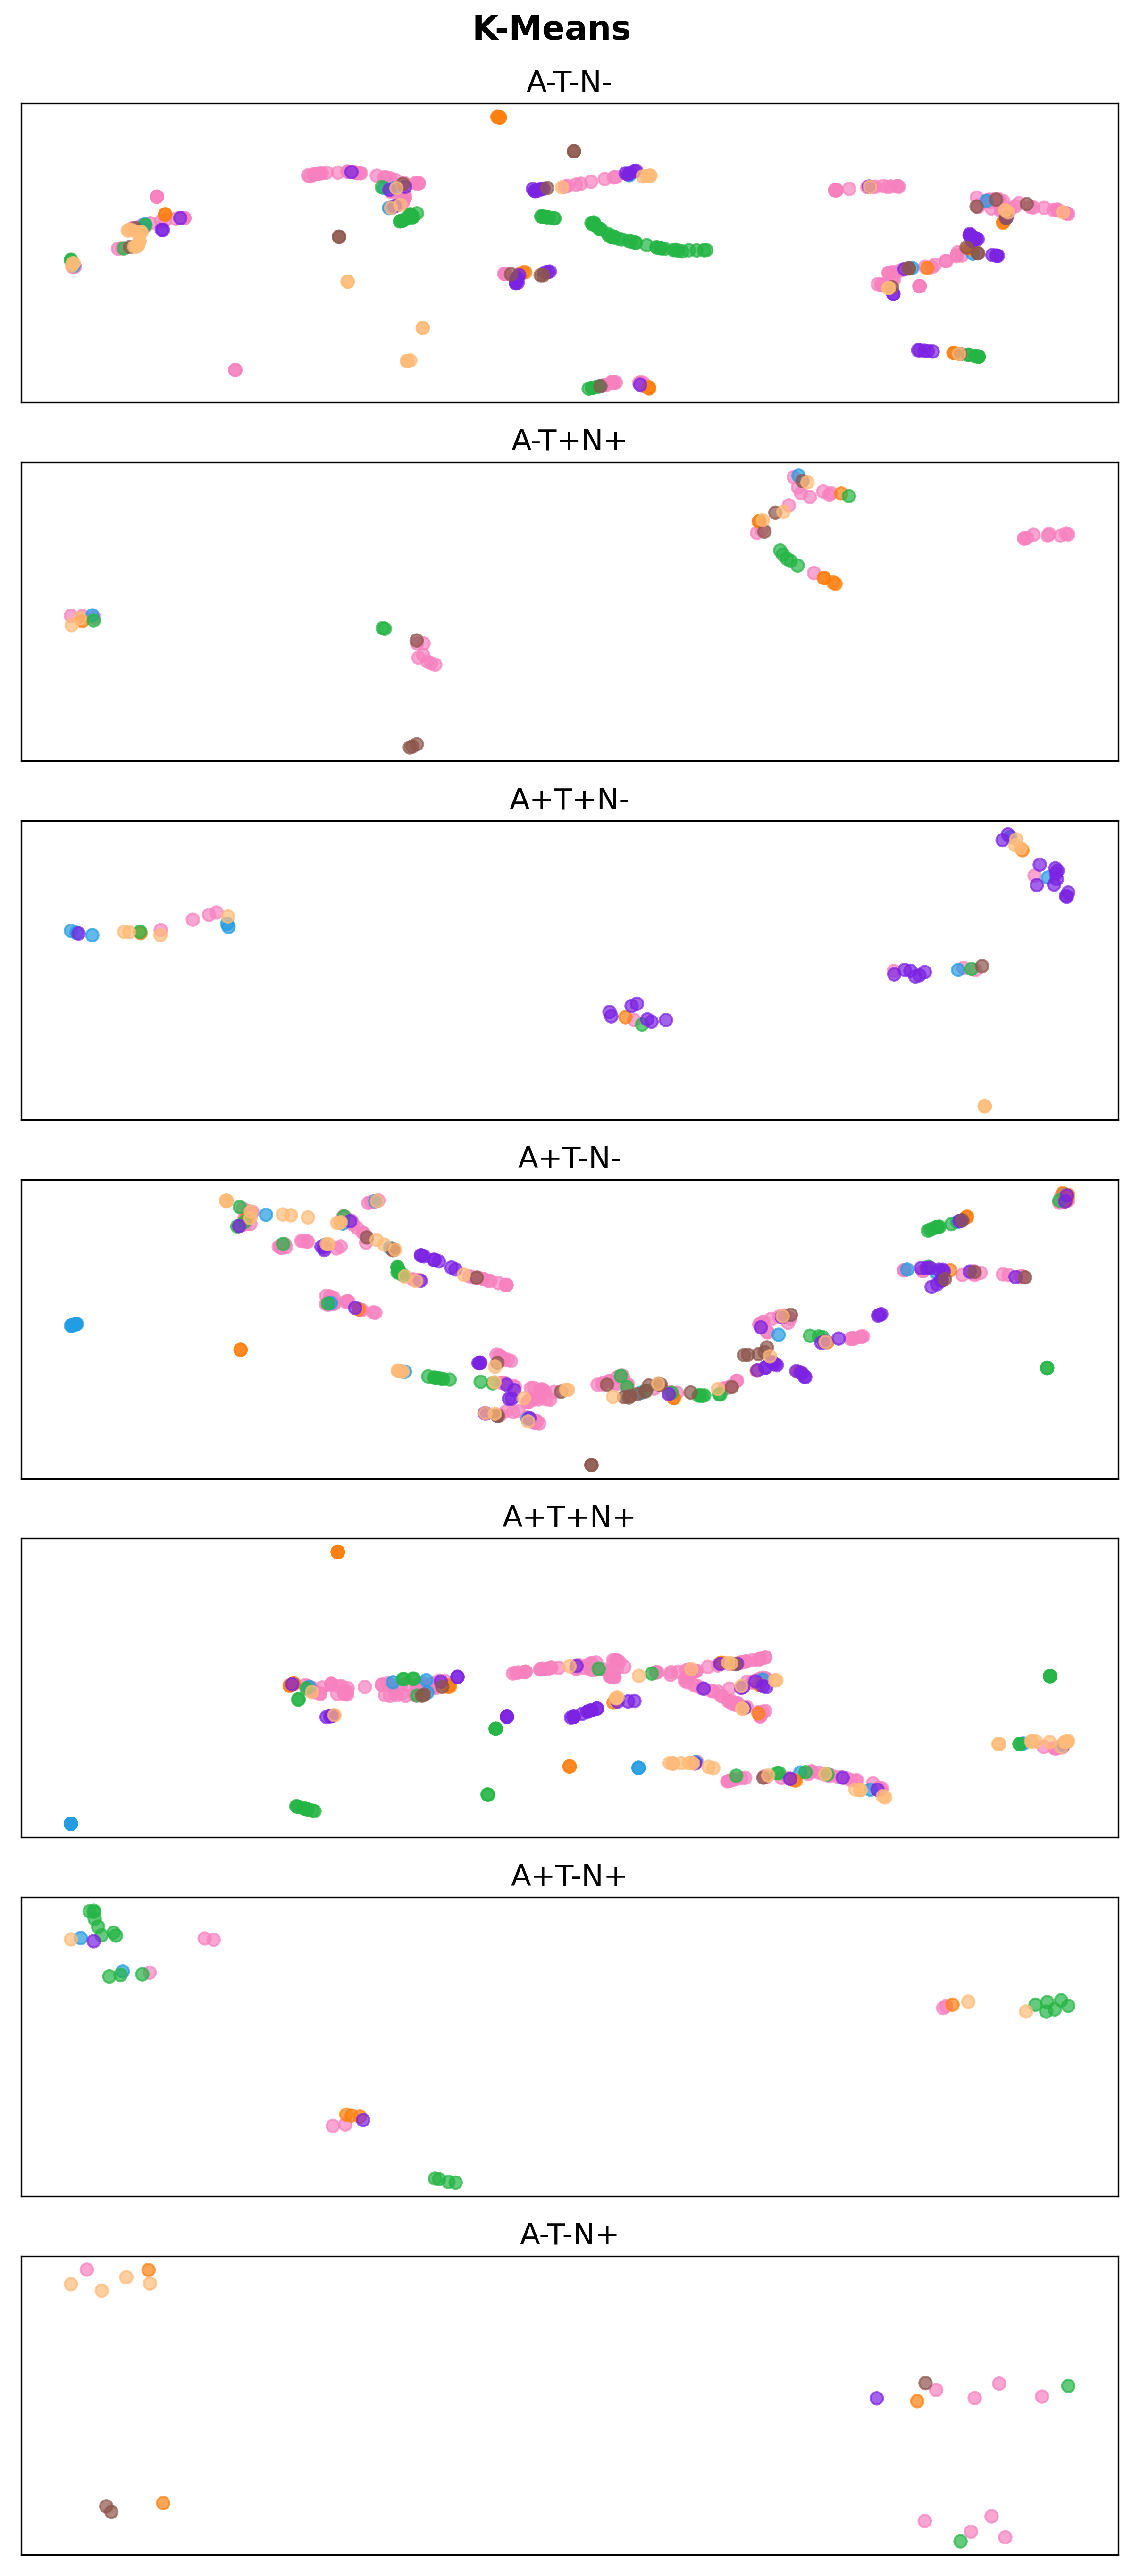 K-Means
A-T-N-
A-T+N+
A+T+N-
A+T-N-
A+T+N+
A+T-N+
A-T-N+